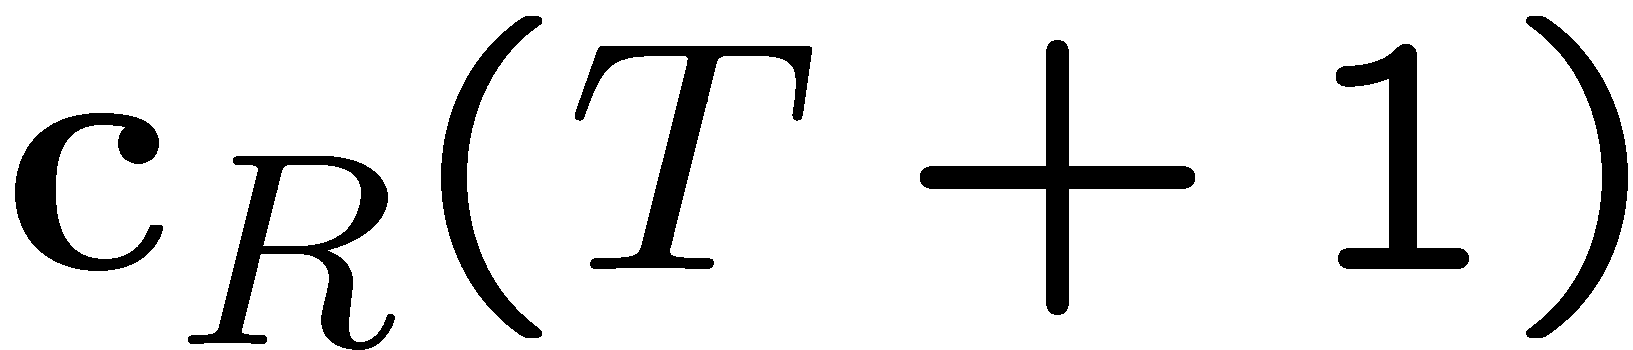 c_R(T + 1)